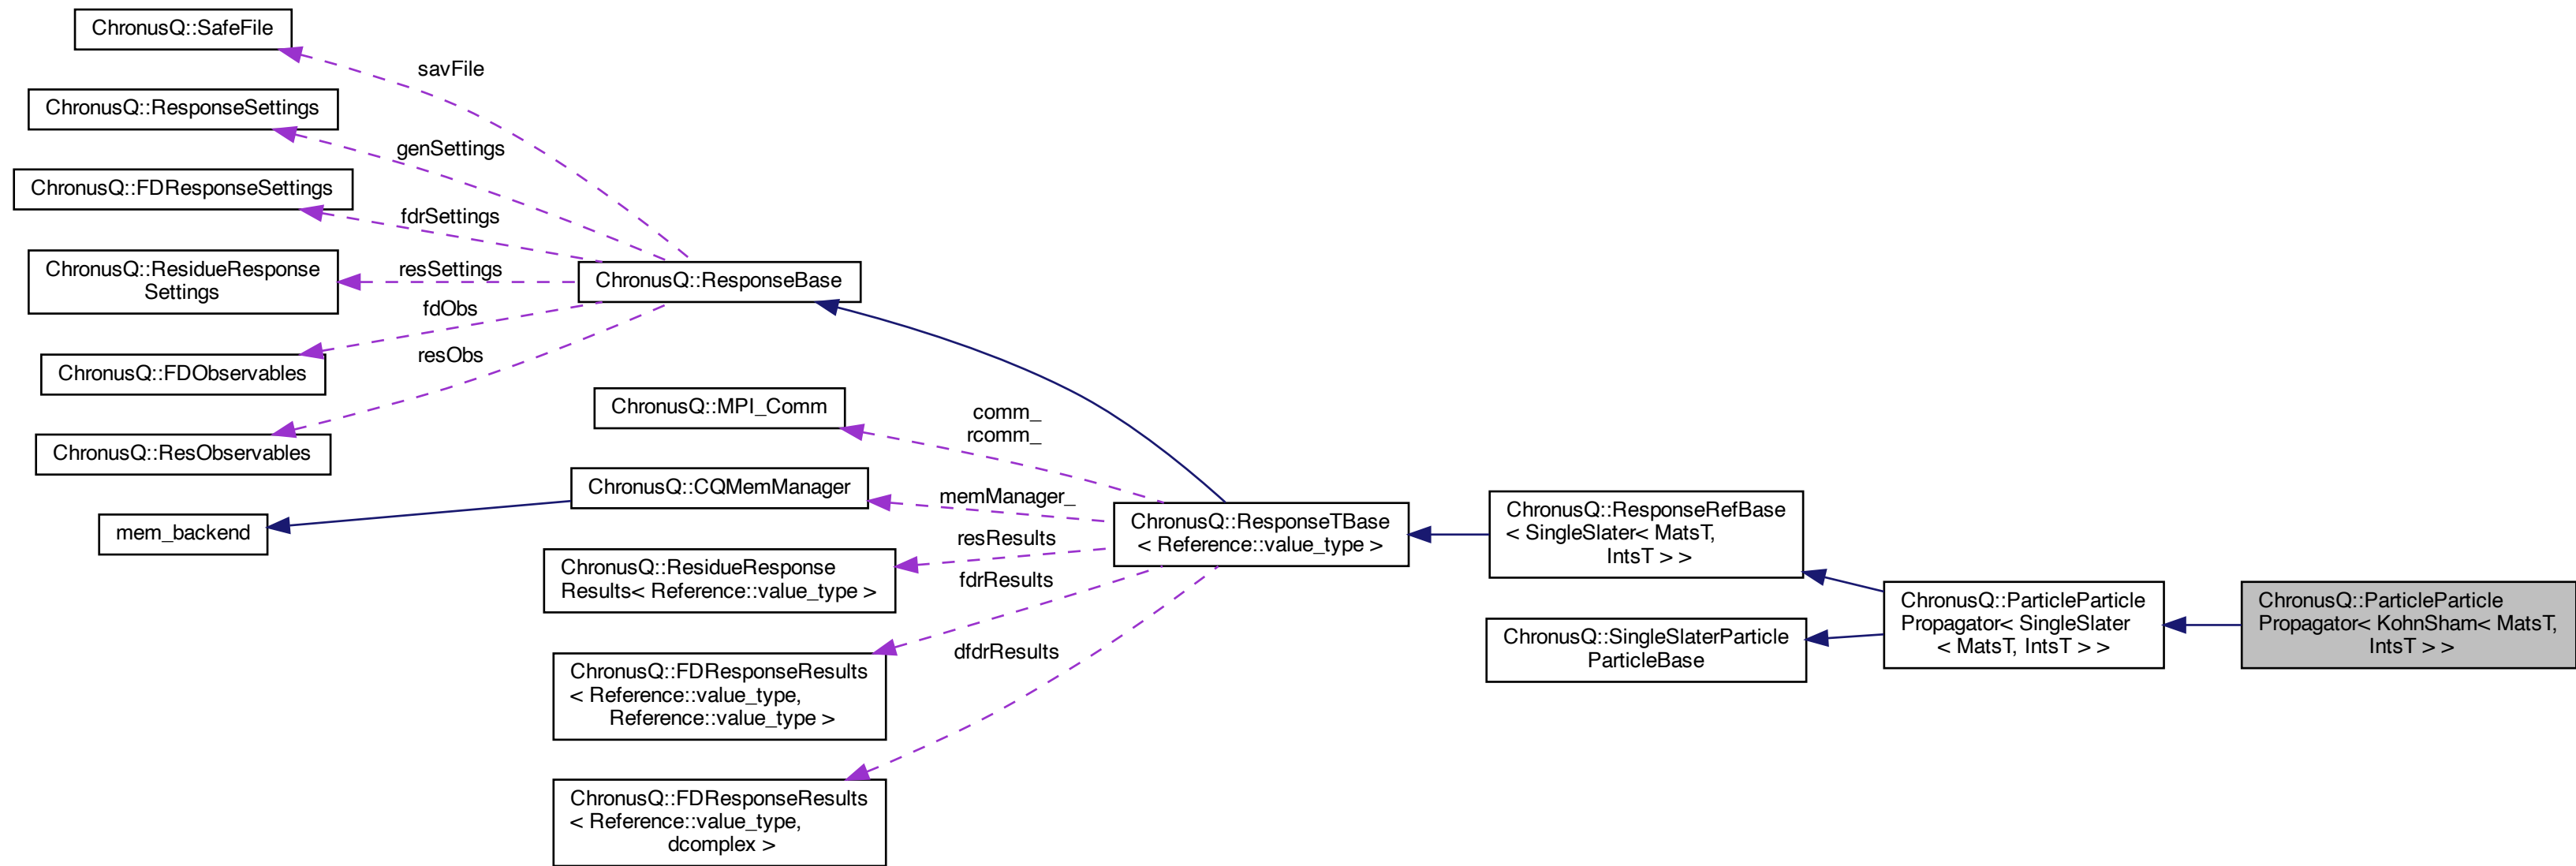 ChronusQ::SafeFile
savFile
ChronusQ::ResponseSettings
genSettings
ChronusQ::FDResponseSettings
fdrSettings
ChronusQ::ResidueResponse
Settings
resSettings
ChronusQ::ResponseBase
fdObs
resObs
ChronusQ::FDObservables
ChronusQ::ResObservables
ChronusQ::MPI_Comm
comm_
rcomm_
ChronusQ::CQMemManager
memManager_
mem_backend
ChronusQ::ResponseTBase
< Reference::value_type >
ChronusQ::ResponseRefBase
< SingleSlater< MatsT,
IntsT > >
resResults
ChronusQ::ResidueResponse
Results< Reference::value_type >
fdrResults
ChronusQ::SingleSlaterParticle
ParticleBase
ChronusQ::ParticleParticle
Propagator< SingleSlater
< MatsT, IntsT > >
ChronusQ::ParticleParticle
Propagator< KohnSham< MatsT,
IntsT > >
dfdrResults
ChronusQ::FDResponseResults
< Reference::value_type,
Reference::value_type >
ChronusQ::FDResponseResults
< Reference::value_type,
dcomplex >